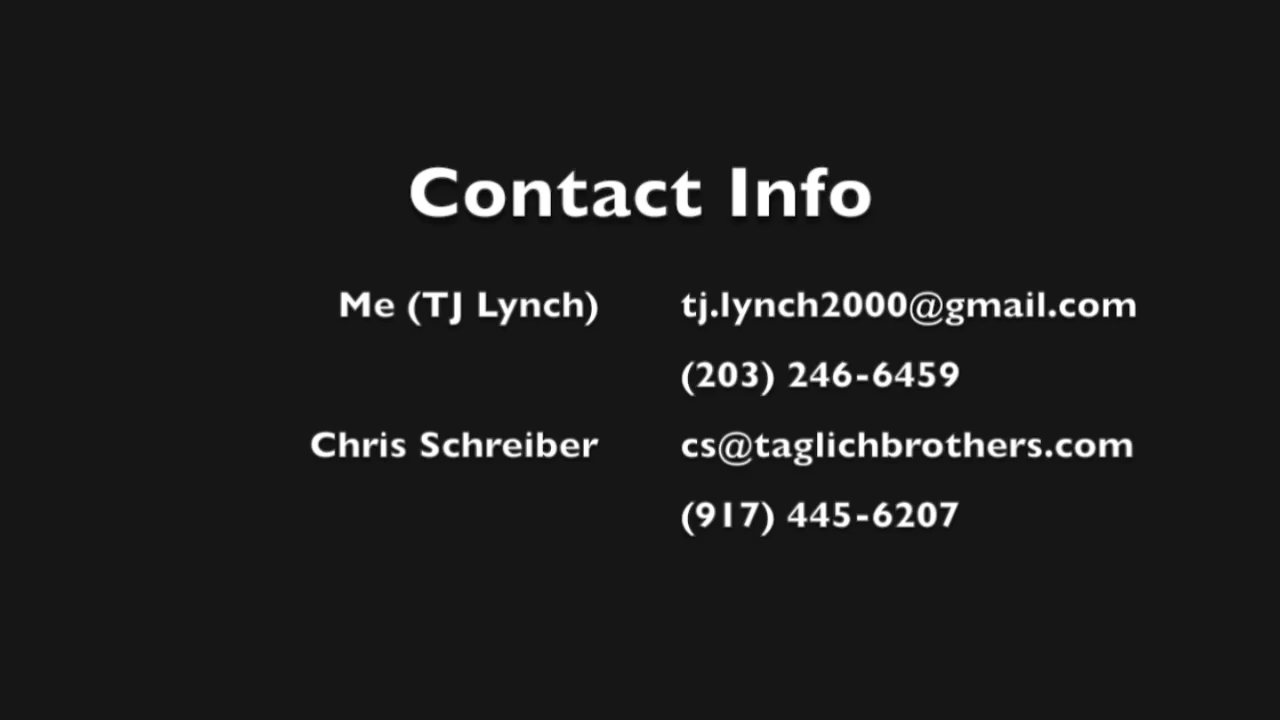 Contact Info
Me (TJ Lynch) tj.lynch2000@gmail.com
(203) 246-6459
Chris Schreiber cs@taglichbrothers.com
(917) 445-6207